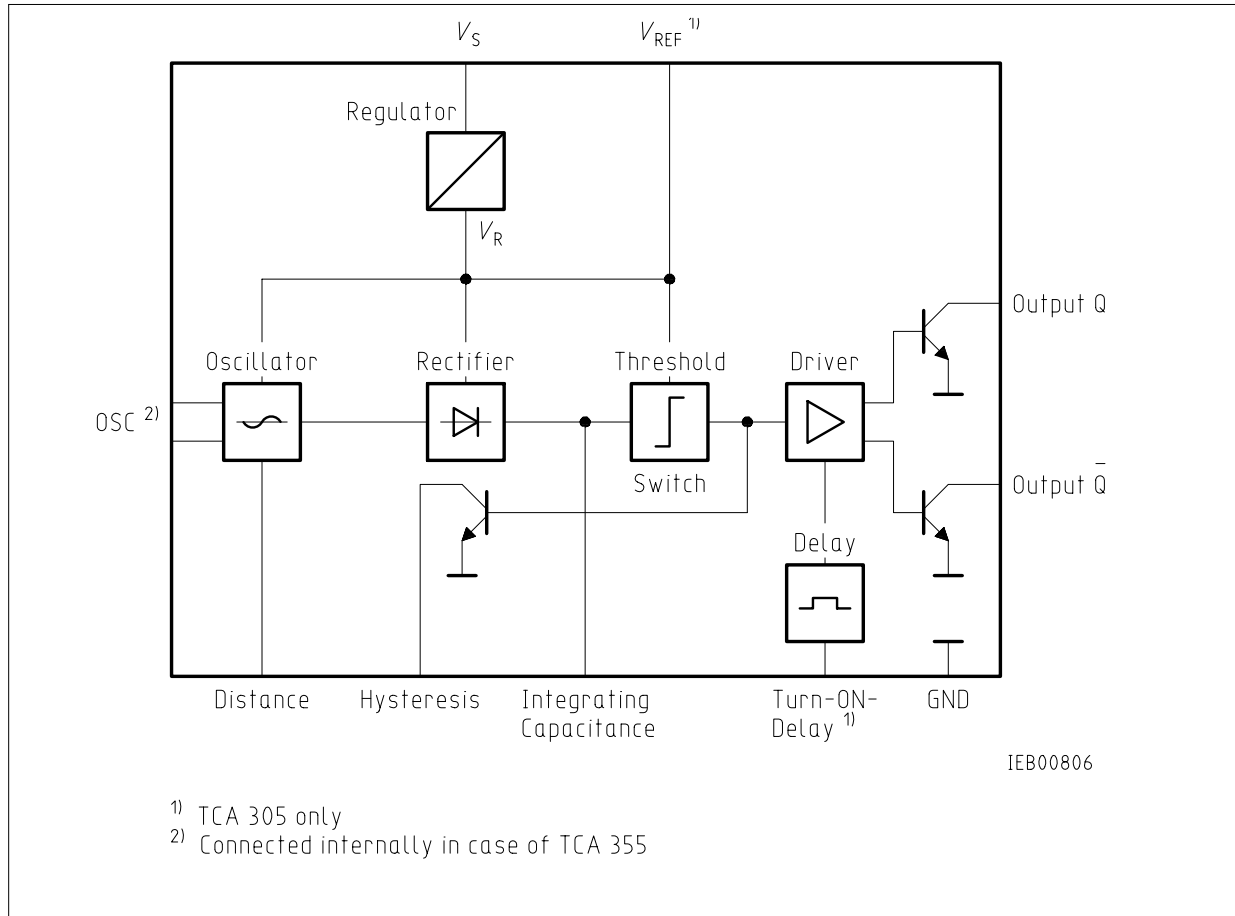 V_S
V_REF 1)
Regulator
V_R
Output Q
Oscillator
Rectifier
Threshold
Driver
OSC 2)
Switch
Output Q̅
Delay
Distance
Hysteresis
Integrating
Capacitance
Turn-ON-
Delay 1)
GND
IEB00806
1) TCA 305 only
2) Connected internally in case of TCA 355